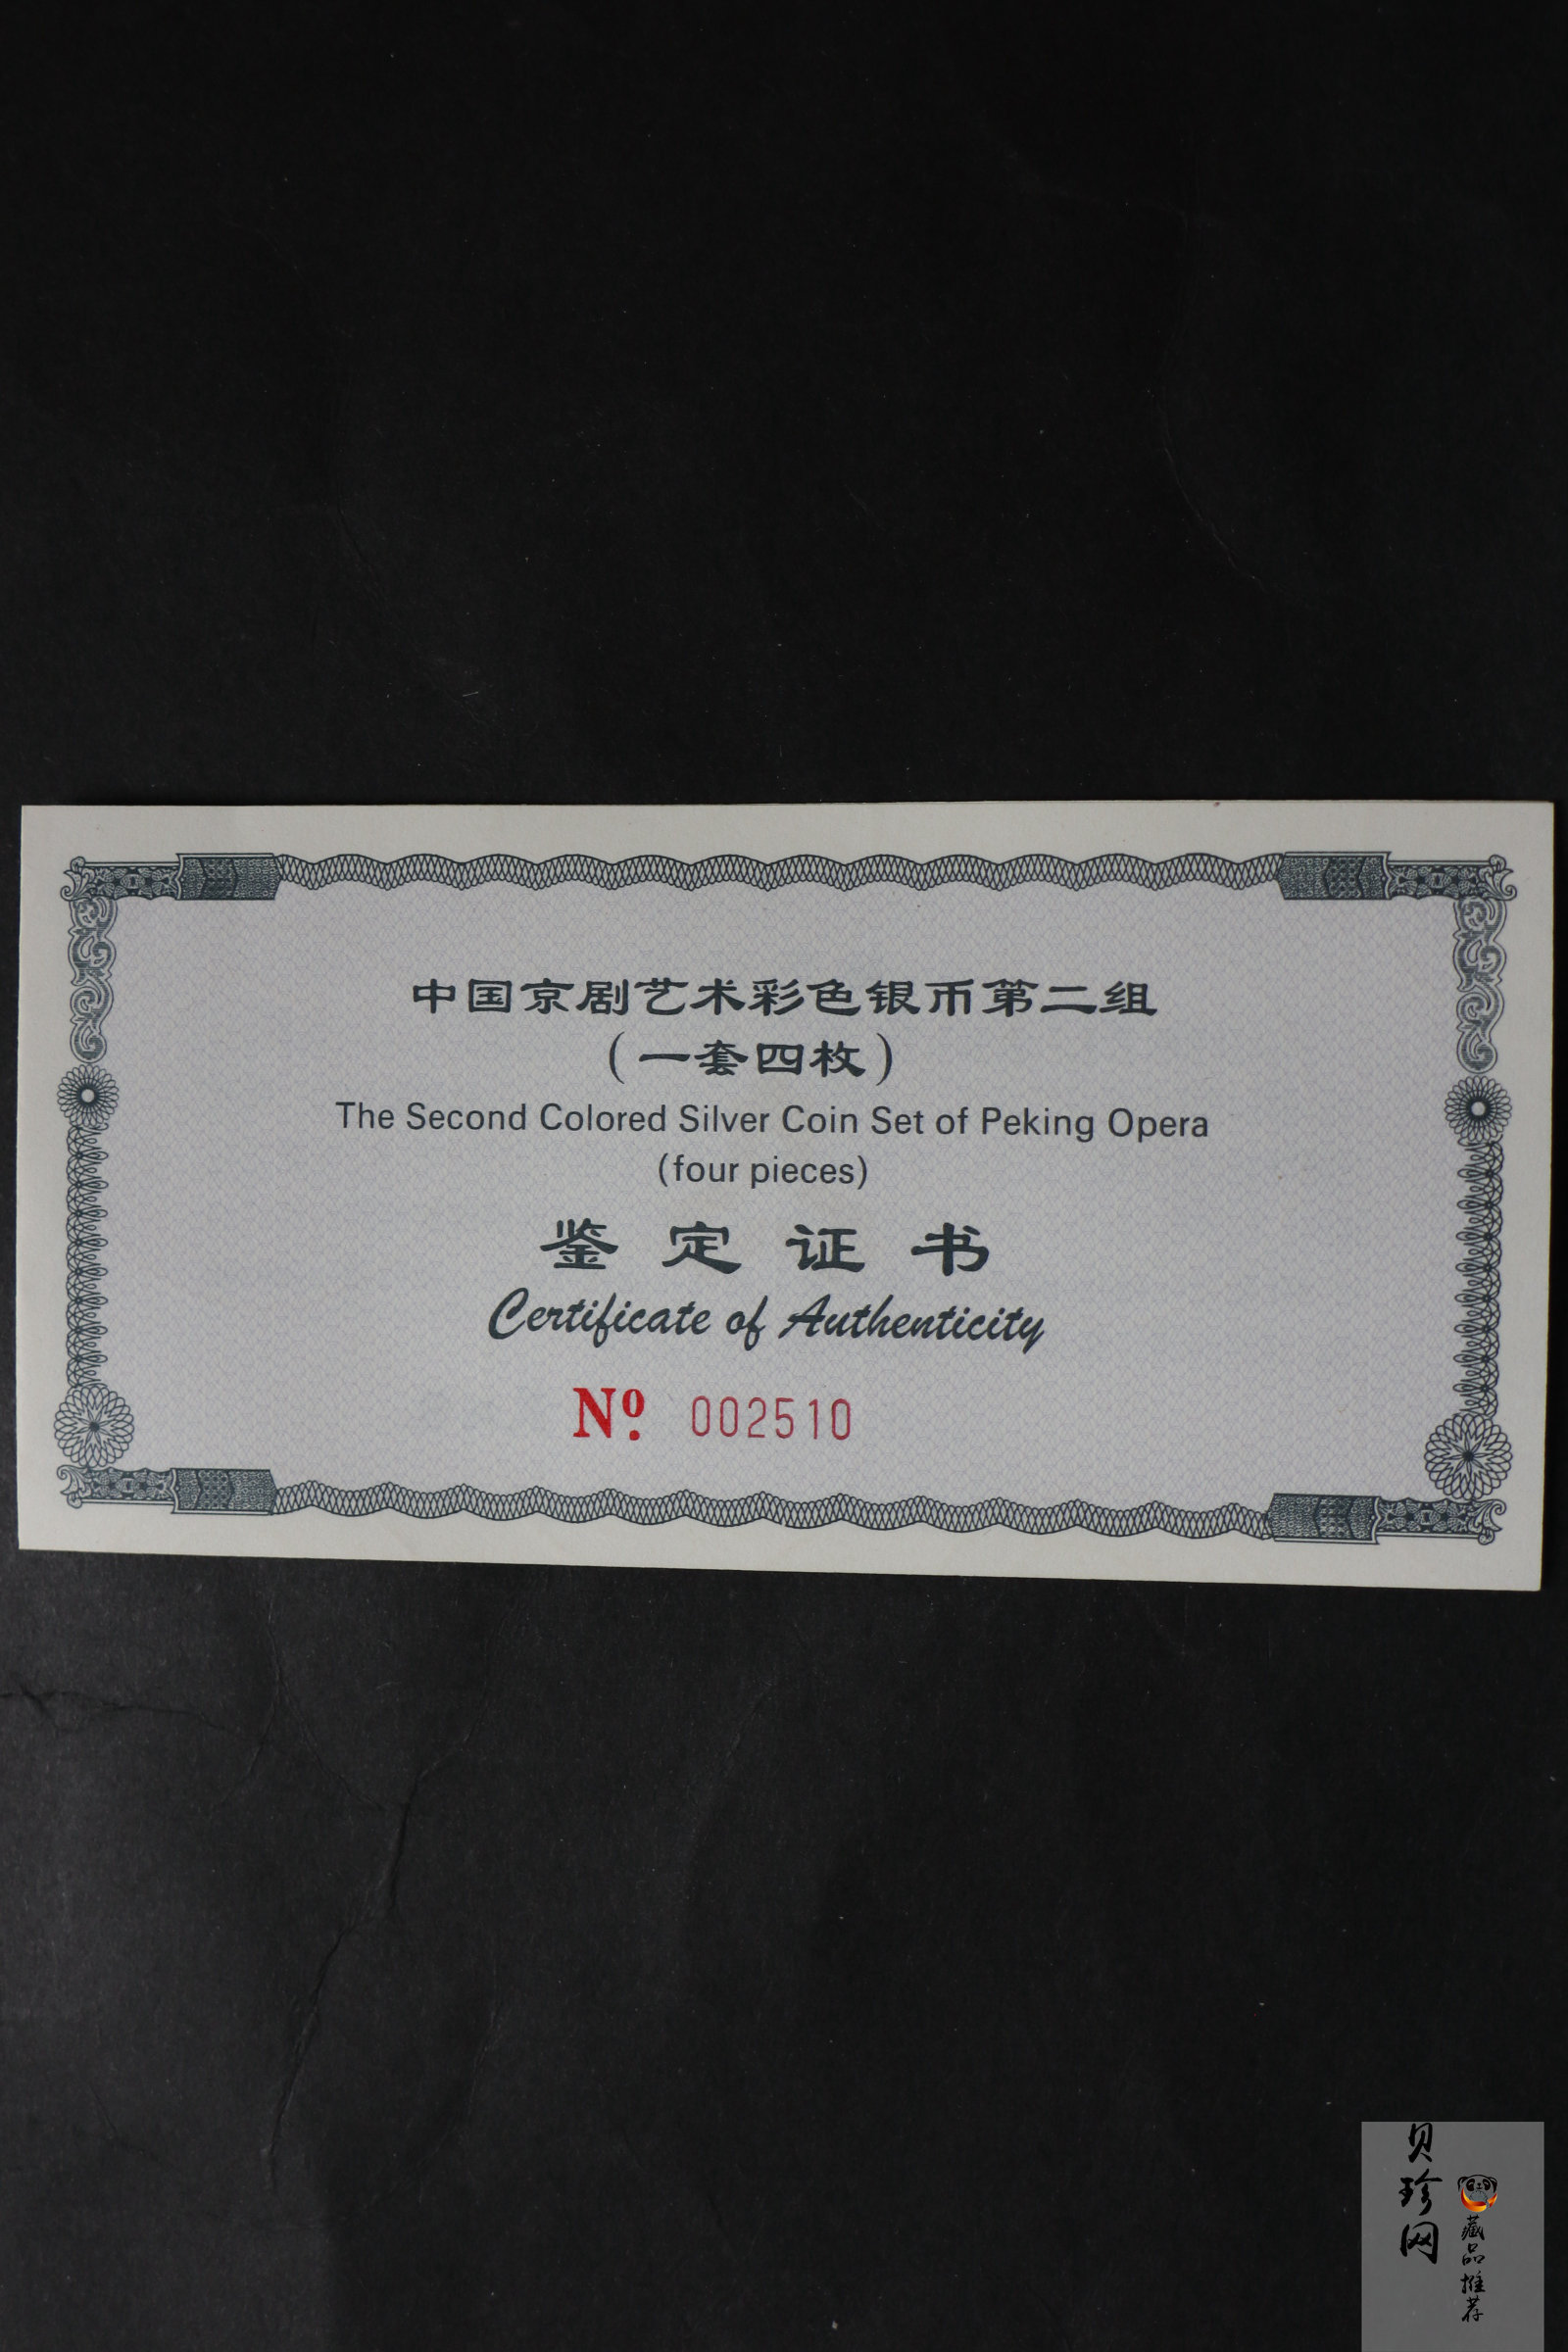 中国京剧艺术彩色银币第二组
(一套四枚)
The Second Colored Silver Coin Set of Peking Opera
(four pieces)
鉴定证书
Certificate of Authenticity
Nº. 002510
贝珍网
藏品推荐